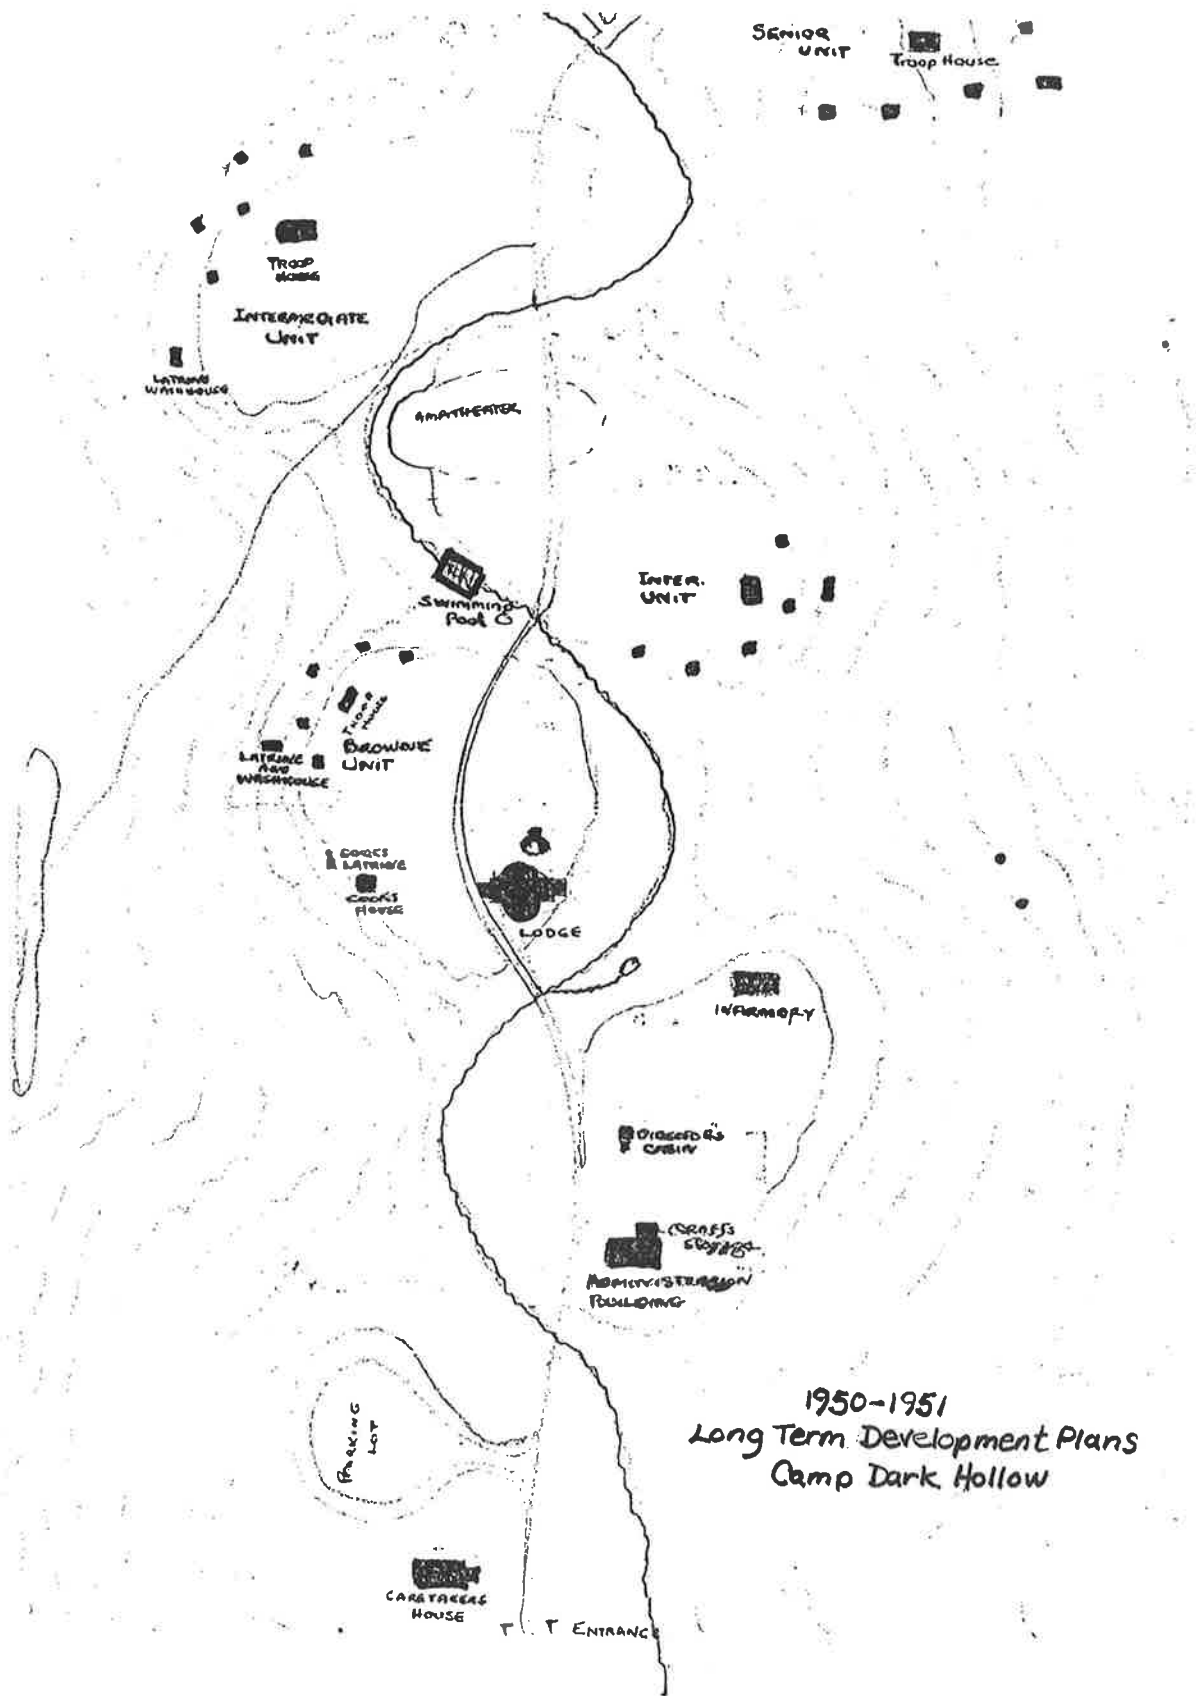 SENIOR
UNIT
Troop House
TROOP
HOUSE
INTERMEDIATE
UNIT
LATRINE
WASHHOUSE
AMPITHEATER
SWIMMING
Pool
INTER.
UNIT
TROOP
HOUSE
BROWNIE
UNIT
LATRINE
AND
WASHHOUSE
COOKS
LATRINE
COOKS
HOUSE
LODGE
INFIRMARY
DIRECTORS
CABIN
CRAFTS
STORAGE
ADMINISTRATION
BUILDING
1950-1951
Long Term Development Plans
Camp Dark Hollow
PARKING
LOT
CARETAKERS
HOUSE
ENTRANCE